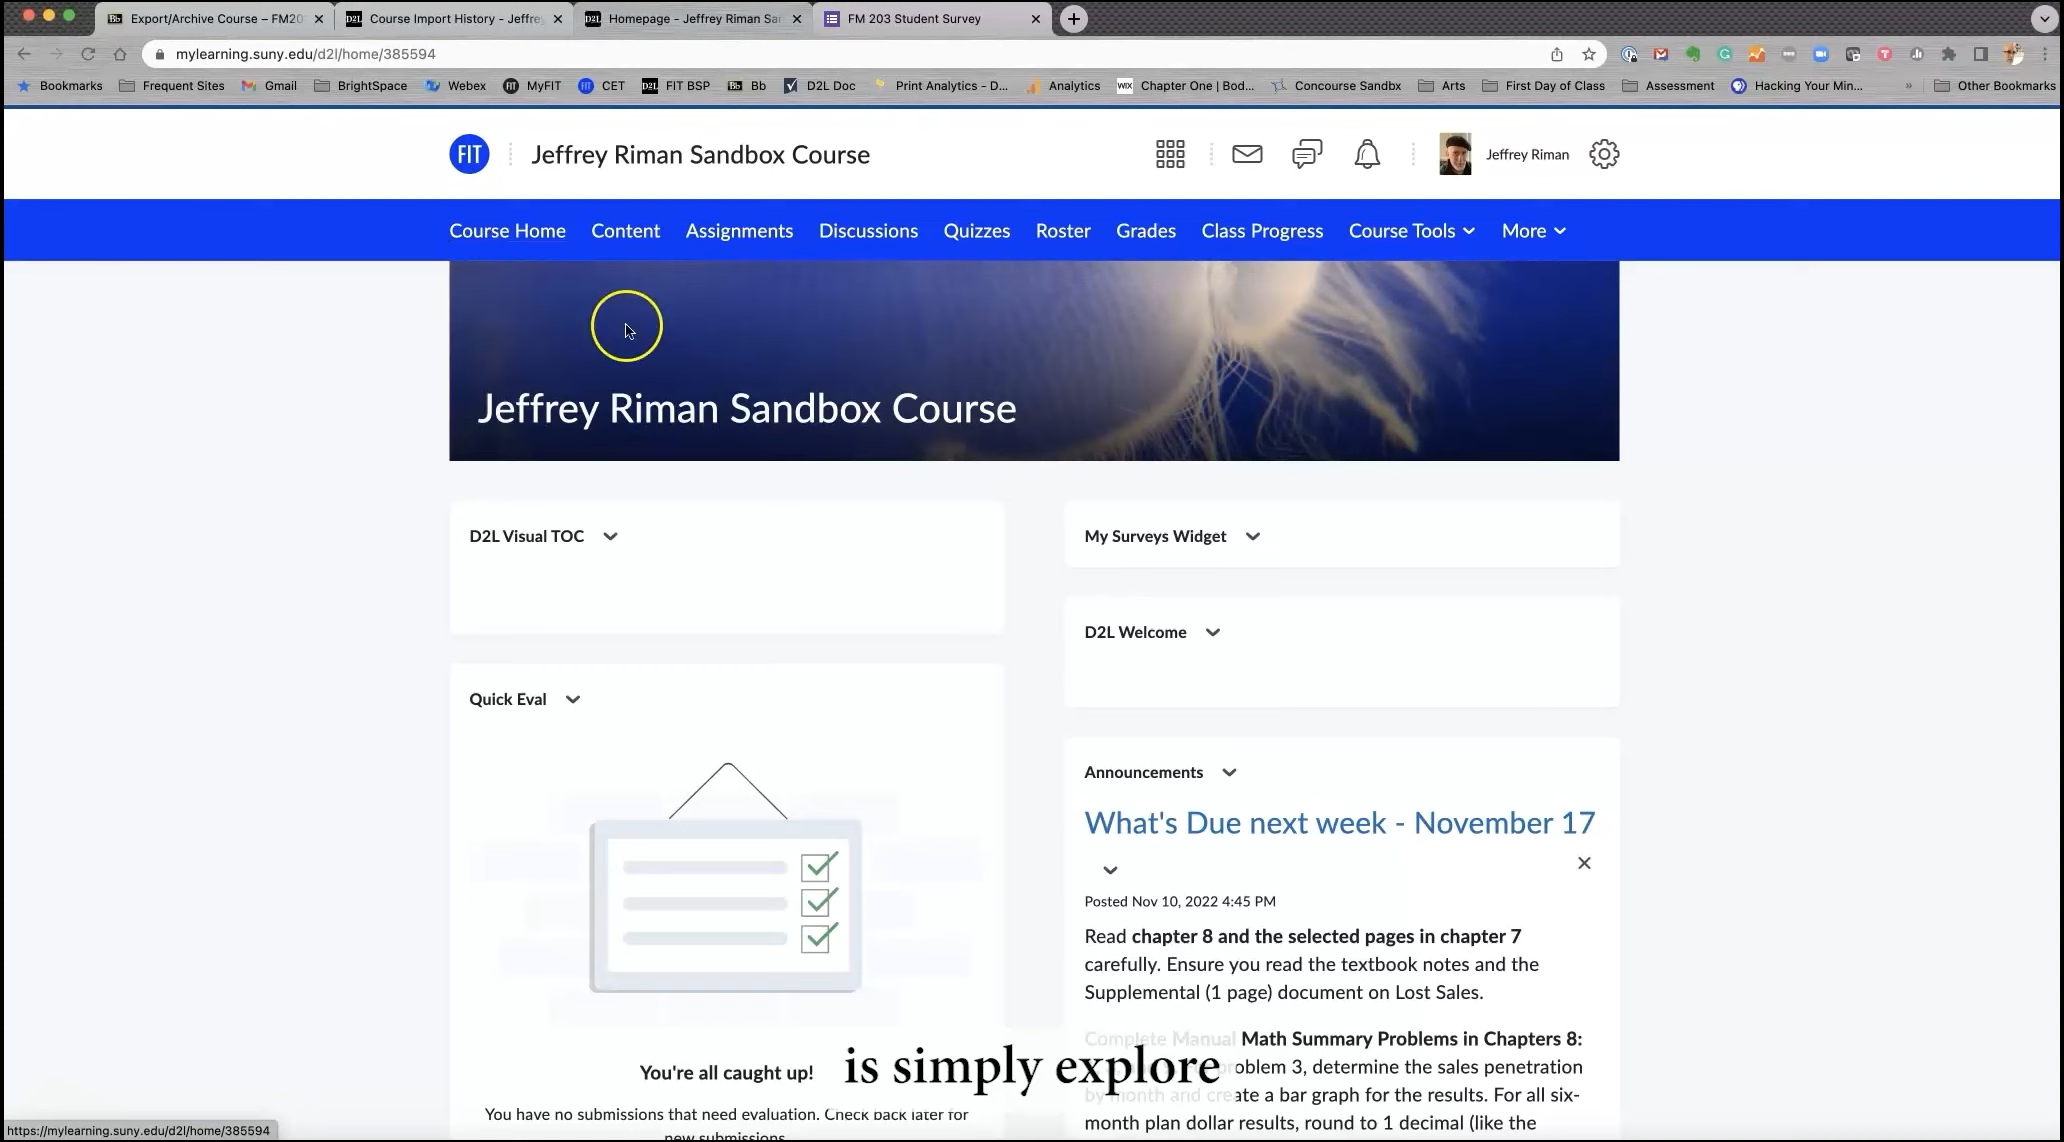 Bb Export/Archive Course – FM20
D2L Course Import History - Jeffrey
D2L Homepage - Jeffrey Riman Sa
FM 203 Student Survey
mylearning.suny.edu/d2l/home/385594
Bookmarks Frequent Sites Gmail BrightSpace Webex MyFIT CET FIT BSP Bb D2L Doc Print Analytics - D... Analytics Chapter One | Bod... Concourse Sandbx Arts First Day of Class Assessment Hacking Your Min... » Other Bookmarks
FIT Jeffrey Riman Sandbox Course Jeffrey Riman
Course Home Content Assignments Discussions Quizzes Roster Grades Class Progress Course Tools More
Jeffrey Riman Sandbox Course
D2L Visual TOC
Quick Eval
You're all caught up!
You have no submissions that need evaluation. Check back later for
new submissions.
My Surveys Widget
D2L Welcome
Announcements
What's Due next week - November 17
Posted Nov 10, 2022 4:45 PM
Read chapter 8 and the selected pages in chapter 7
carefully. Ensure you read the textbook notes and the
Supplemental (1 page) document on Lost Sales.
Complete Manual Math Summary Problems in Chapters 8:
oblem 3, determine the sales penetration
by month and create a bar graph for the results. For all six-
month plan dollar results, round to 1 decimal (like the
is simply explore
https://mylearning.suny.edu/d2l/home/385594